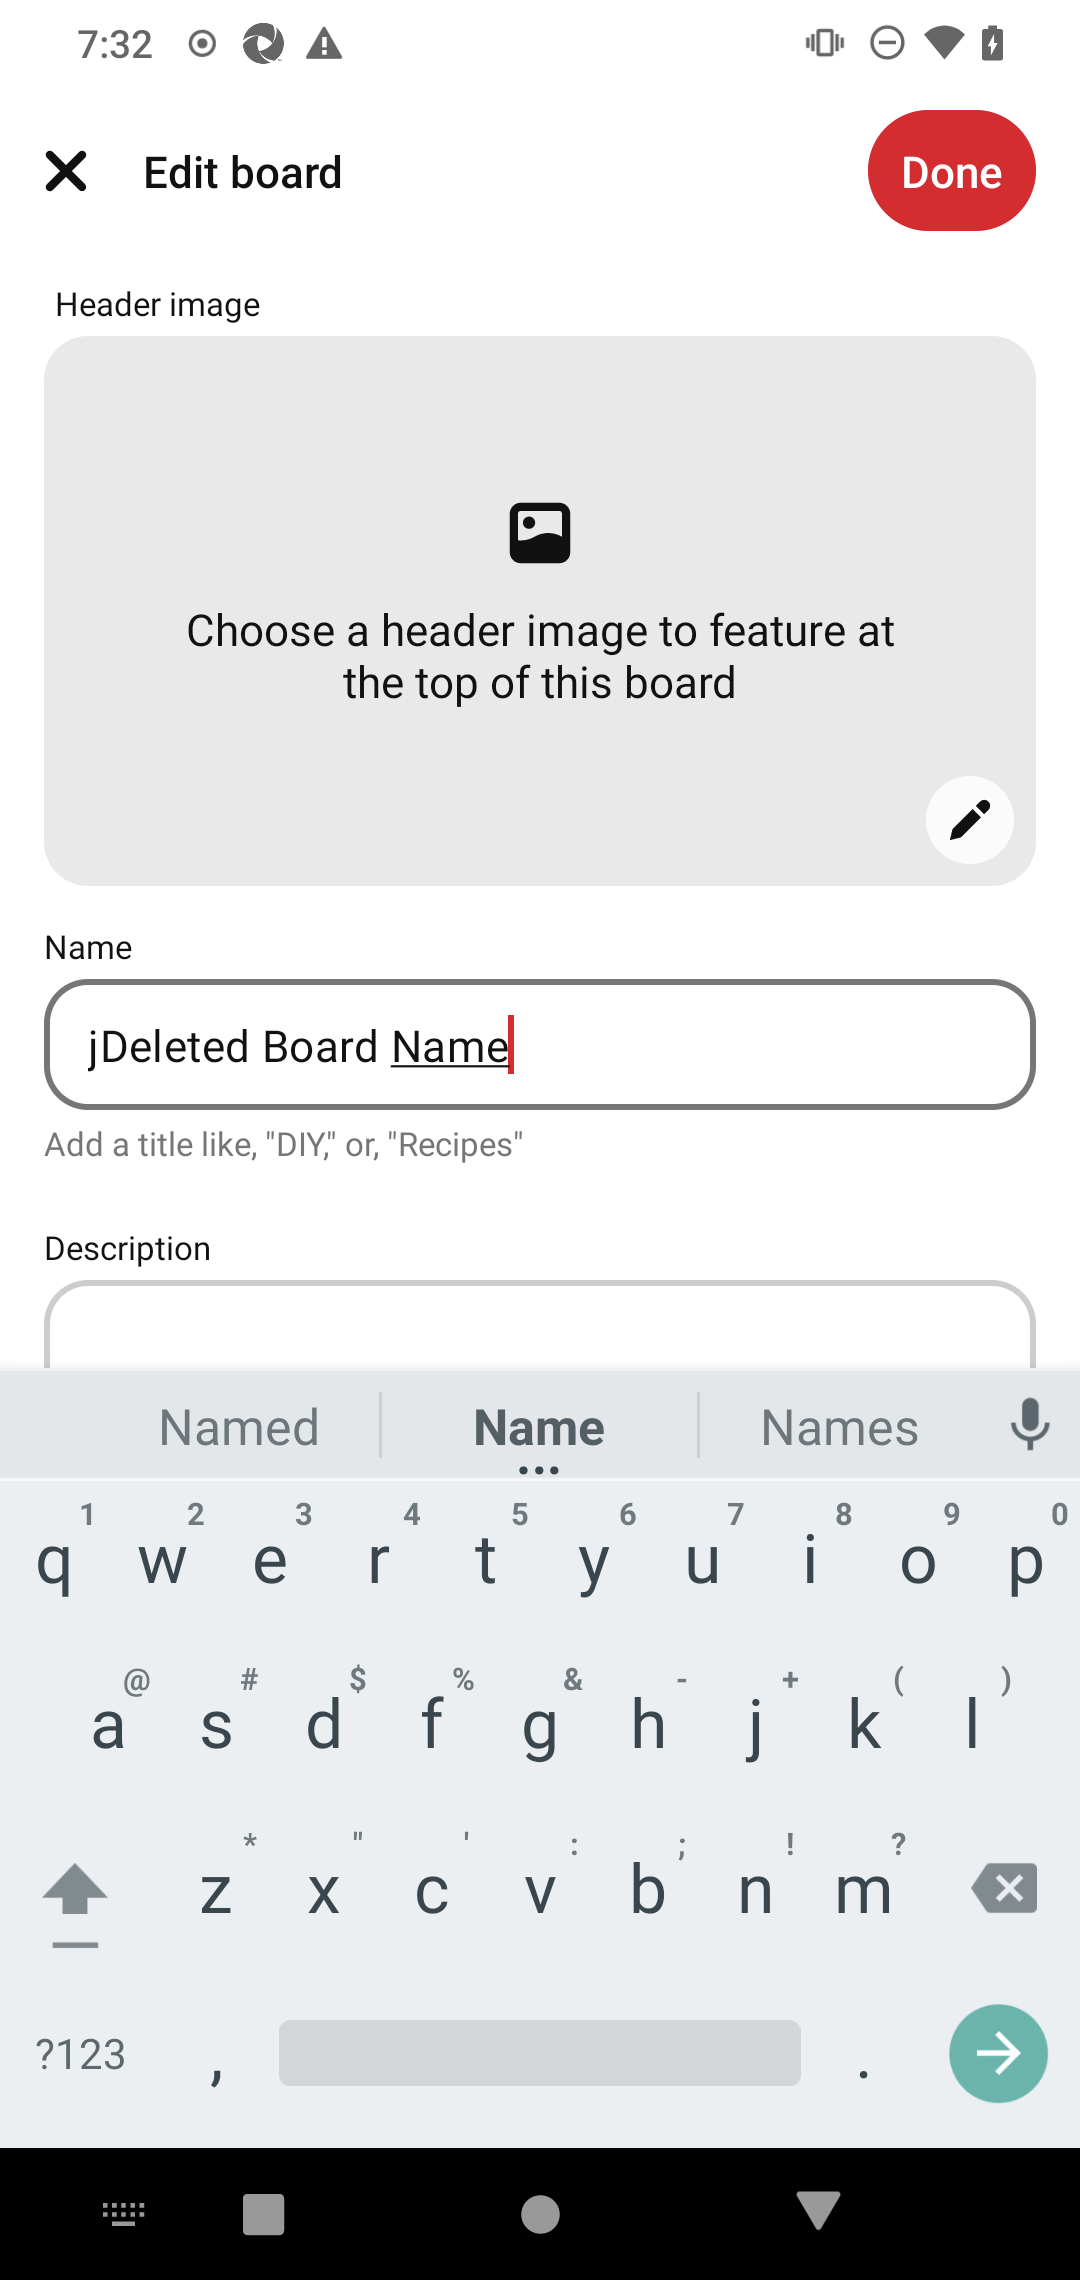 7:32
Edit board
Done
Header image
Choose a header image to feature at
the top of this board
Name
jDeleted Board Name
Add a title like, "DIY," or, "Recipes"
Description
Named Name Names
1 2 3 4 5 6 7 8 9 0
q w e r t y u i o p
@ # $ % & - + ( )
a s d f g h j k l
* " ' : ; ! ?
z x c v b n m
?123 , .